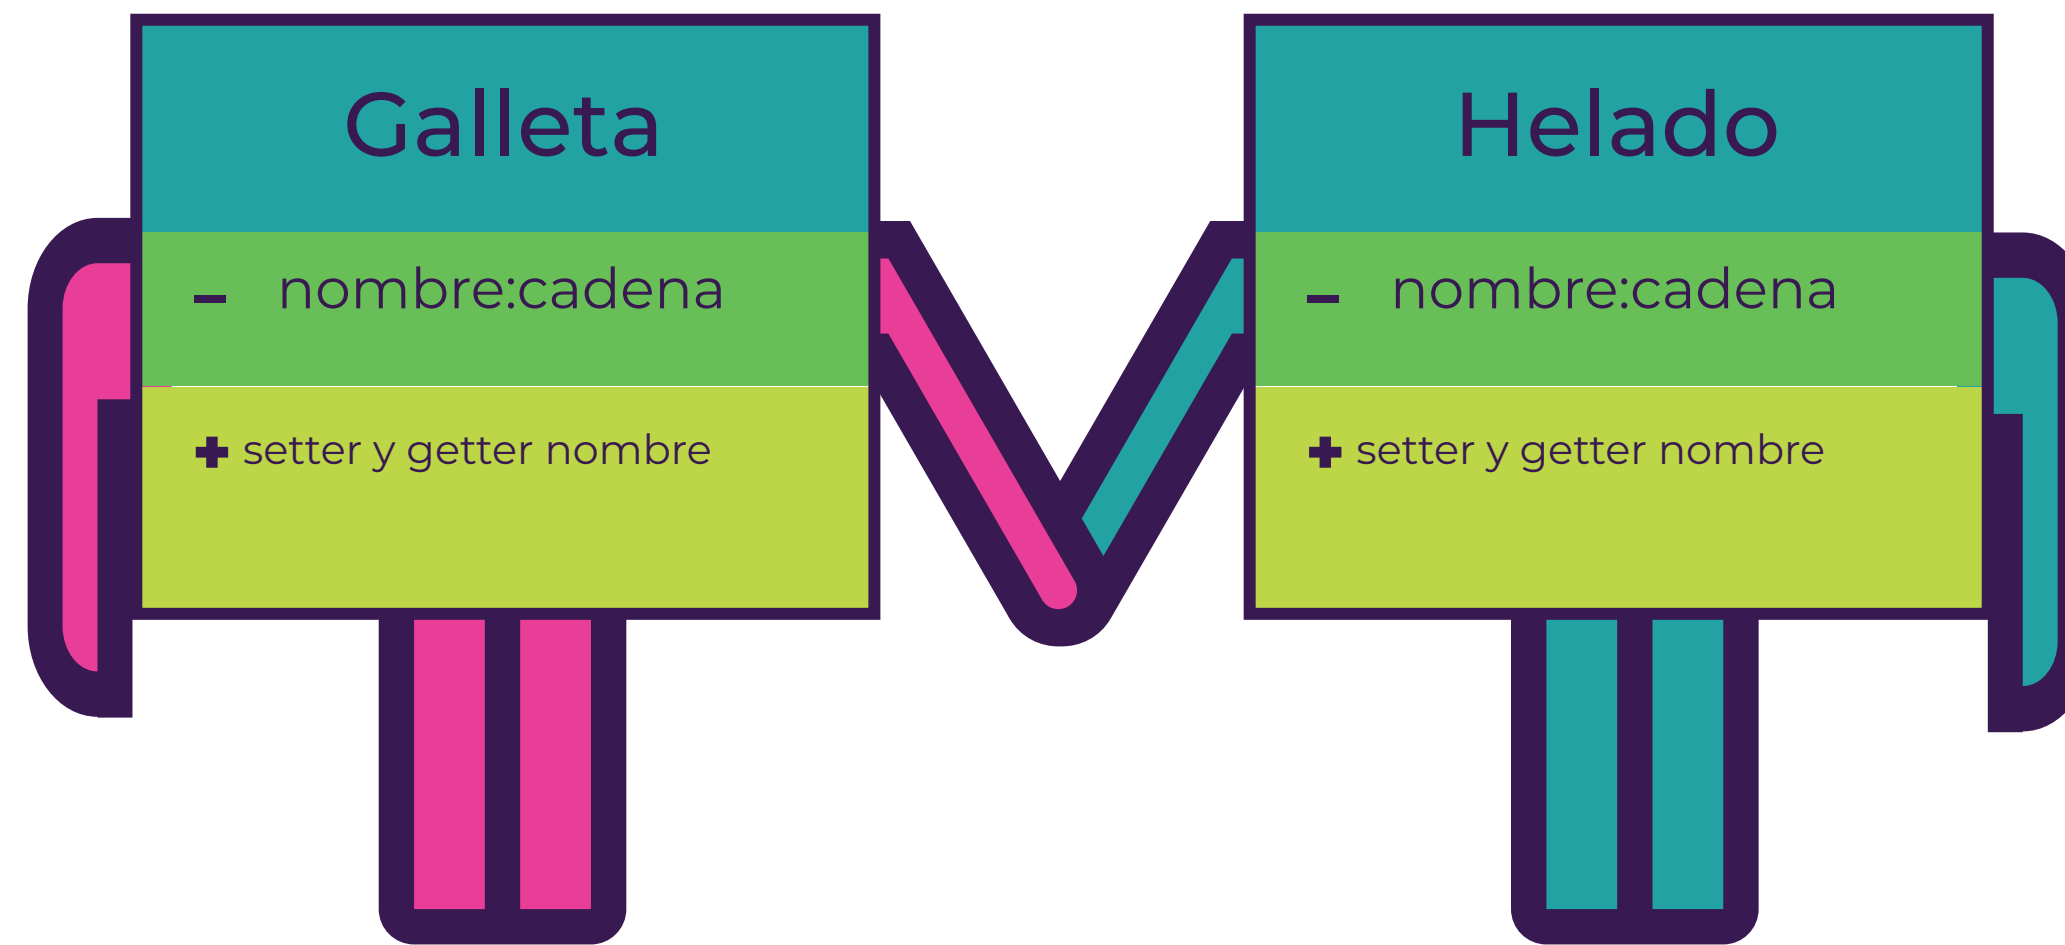 Galleta
- nombre:cadena
+ setter y getter nombre
Helado
- nombre:cadena
+ setter y getter nombre